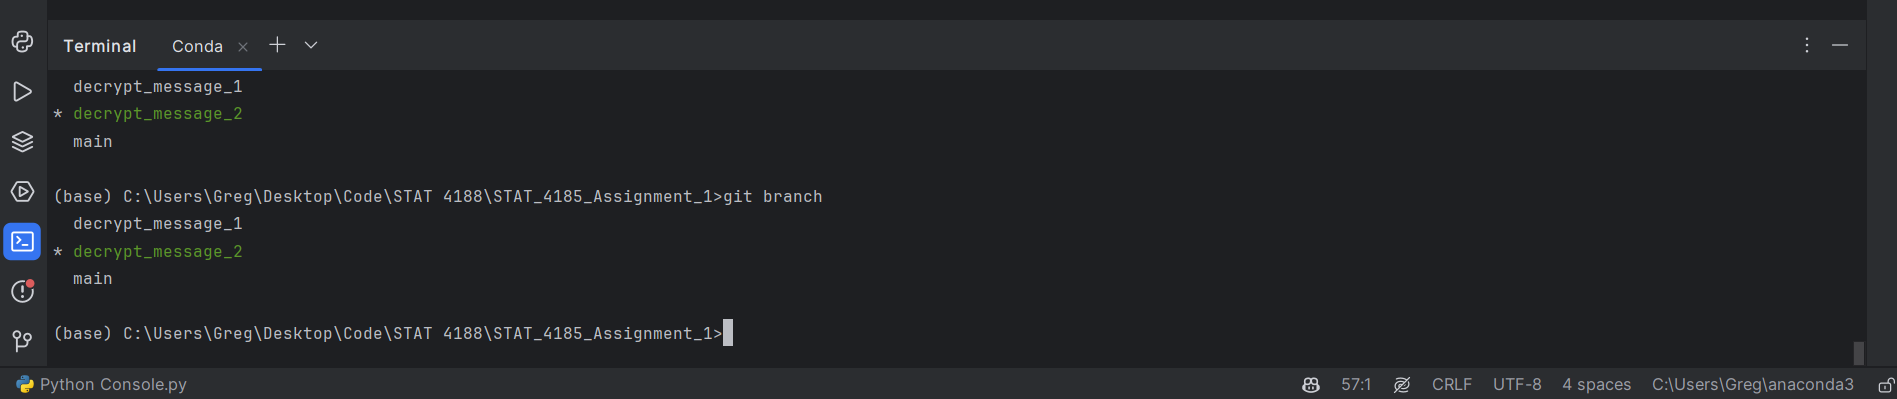 Terminal Conda
decrypt_message_1
* decrypt_message_2
main
(base) C:\Users\Greg\Desktop\Code\STAT 4188\STAT_4185_Assignment_1>git branch
decrypt_message_1
* decrypt_message_2
main
(base) C:\Users\Greg\Desktop\Code\STAT 4188\STAT_4185_Assignment_1>
Python Console.py 57:1 CRLF UTF-8 4 spaces C:\Users\Greg\anaconda3